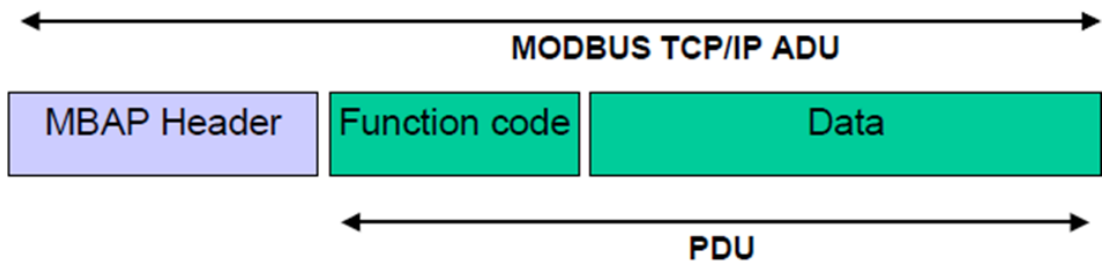 MODBUS TCP/IP ADU
MBAP Header Function code Data
PDU